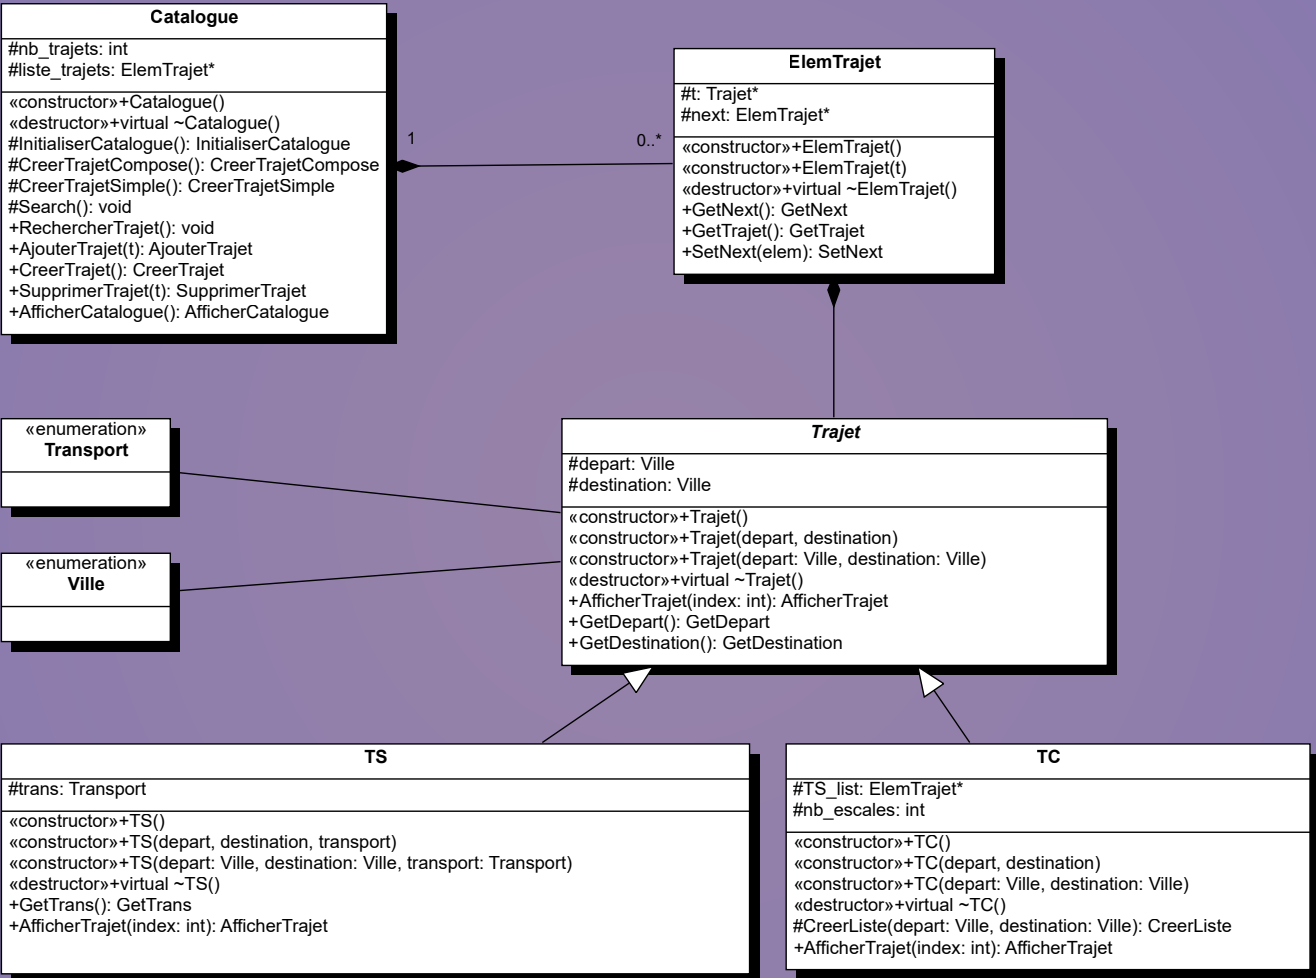 Catalogue
#nb_trajets: int
#liste_trajets: ElemTrajet*
«constructor»+Catalogue()
«destructor»+virtual ~Catalogue()
#InitialiserCatalogue(): InitialiserCatalogue
#CreerTrajetCompose(): CreerTrajetCompose
#CreerTrajetSimple(): CreerTrajetSimple
#Search(): void
+RechercherTrajet(): void
+AjouterTrajet(t): AjouterTrajet
+CreerTrajet(): CreerTrajet
+SupprimerTrajet(t): SupprimerTrajet
+AfficherCatalogue(): AfficherCatalogue
1
0..*
ElemTrajet
#t: Trajet*
#next: ElemTrajet*
«constructor»+ElemTrajet()
«constructor»+ElemTrajet(t)
«destructor»+virtual ~ElemTrajet()
+GetNext(): GetNext
+GetTrajet(): GetTrajet
+SetNext(elem): SetNext
«enumeration»
Transport
«enumeration»
Ville
Trajet
#depart: Ville
#destination: Ville
«constructor»+Trajet()
«constructor»+Trajet(depart, destination)
«constructor»+Trajet(depart: Ville, destination: Ville)
«destructor»+virtual ~Trajet()
+AfficherTrajet(index: int): AfficherTrajet
+GetDepart(): GetDepart
+GetDestination(): GetDestination
TS
#trans: Transport
«constructor»+TS()
«constructor»+TS(depart, destination, transport)
«constructor»+TS(depart: Ville, destination: Ville, transport: Transport)
«destructor»+virtual ~TS()
+GetTrans(): GetTrans
+AfficherTrajet(index: int): AfficherTrajet
TC
#TS_list: ElemTrajet*
#nb_escales: int
«constructor»+TC()
«constructor»+TC(depart, destination)
«constructor»+TC(depart: Ville, destination: Ville)
«destructor»+virtual ~TC()
#CreerListe(depart: Ville, destination: Ville): CreerListe
+AfficherTrajet(index: int): AfficherTrajet